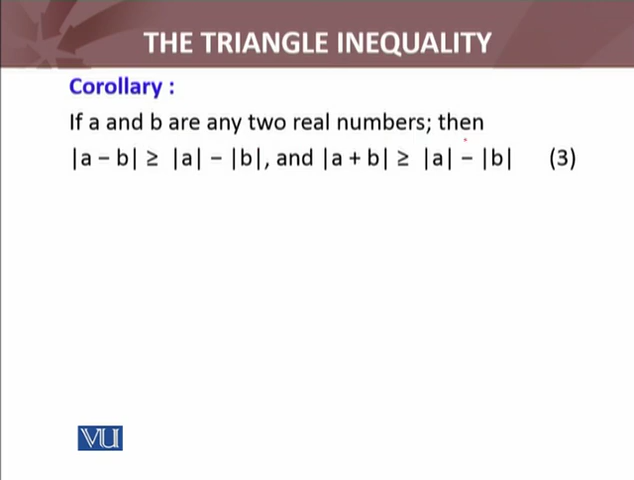 THE TRIANGLE INEQUALITY
Corollary :
If a and b are any two real numbers; then
|a − b| ≥ |a| − |b|, and |a + b| ≥ |a| − |b| (3)
VU